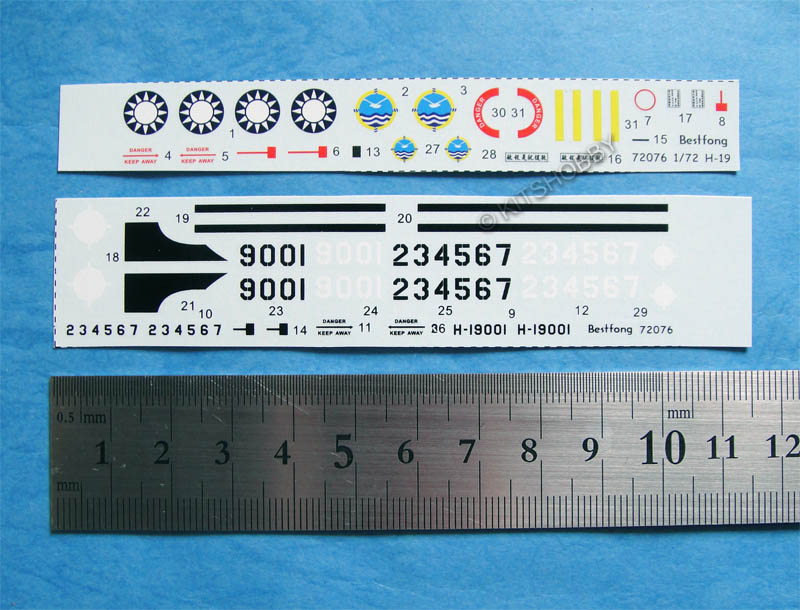 1
2
3
DANGER
DANGER
30 31
31
7
17
8
DANGER
KEEP AWAY
4
DANGER
KEEP AWAY
5
6
13
27
28
16
15
Bestfong
72076 1/72 H-19
© KITSHOBBY
22
19
20
18
9001 9001 234567 234567
9001 9001 234567 234567
21
10
23
24
25
9
12
29
234567 234567
14
DANGER
KEEP AWAY
11
DANGER
KEEP AWAY
26
H-19001 H-19001
Bestfong 72076
0.5 mm
mm
1 2 3 4 5 6 7 8 9 10 11 12
mm